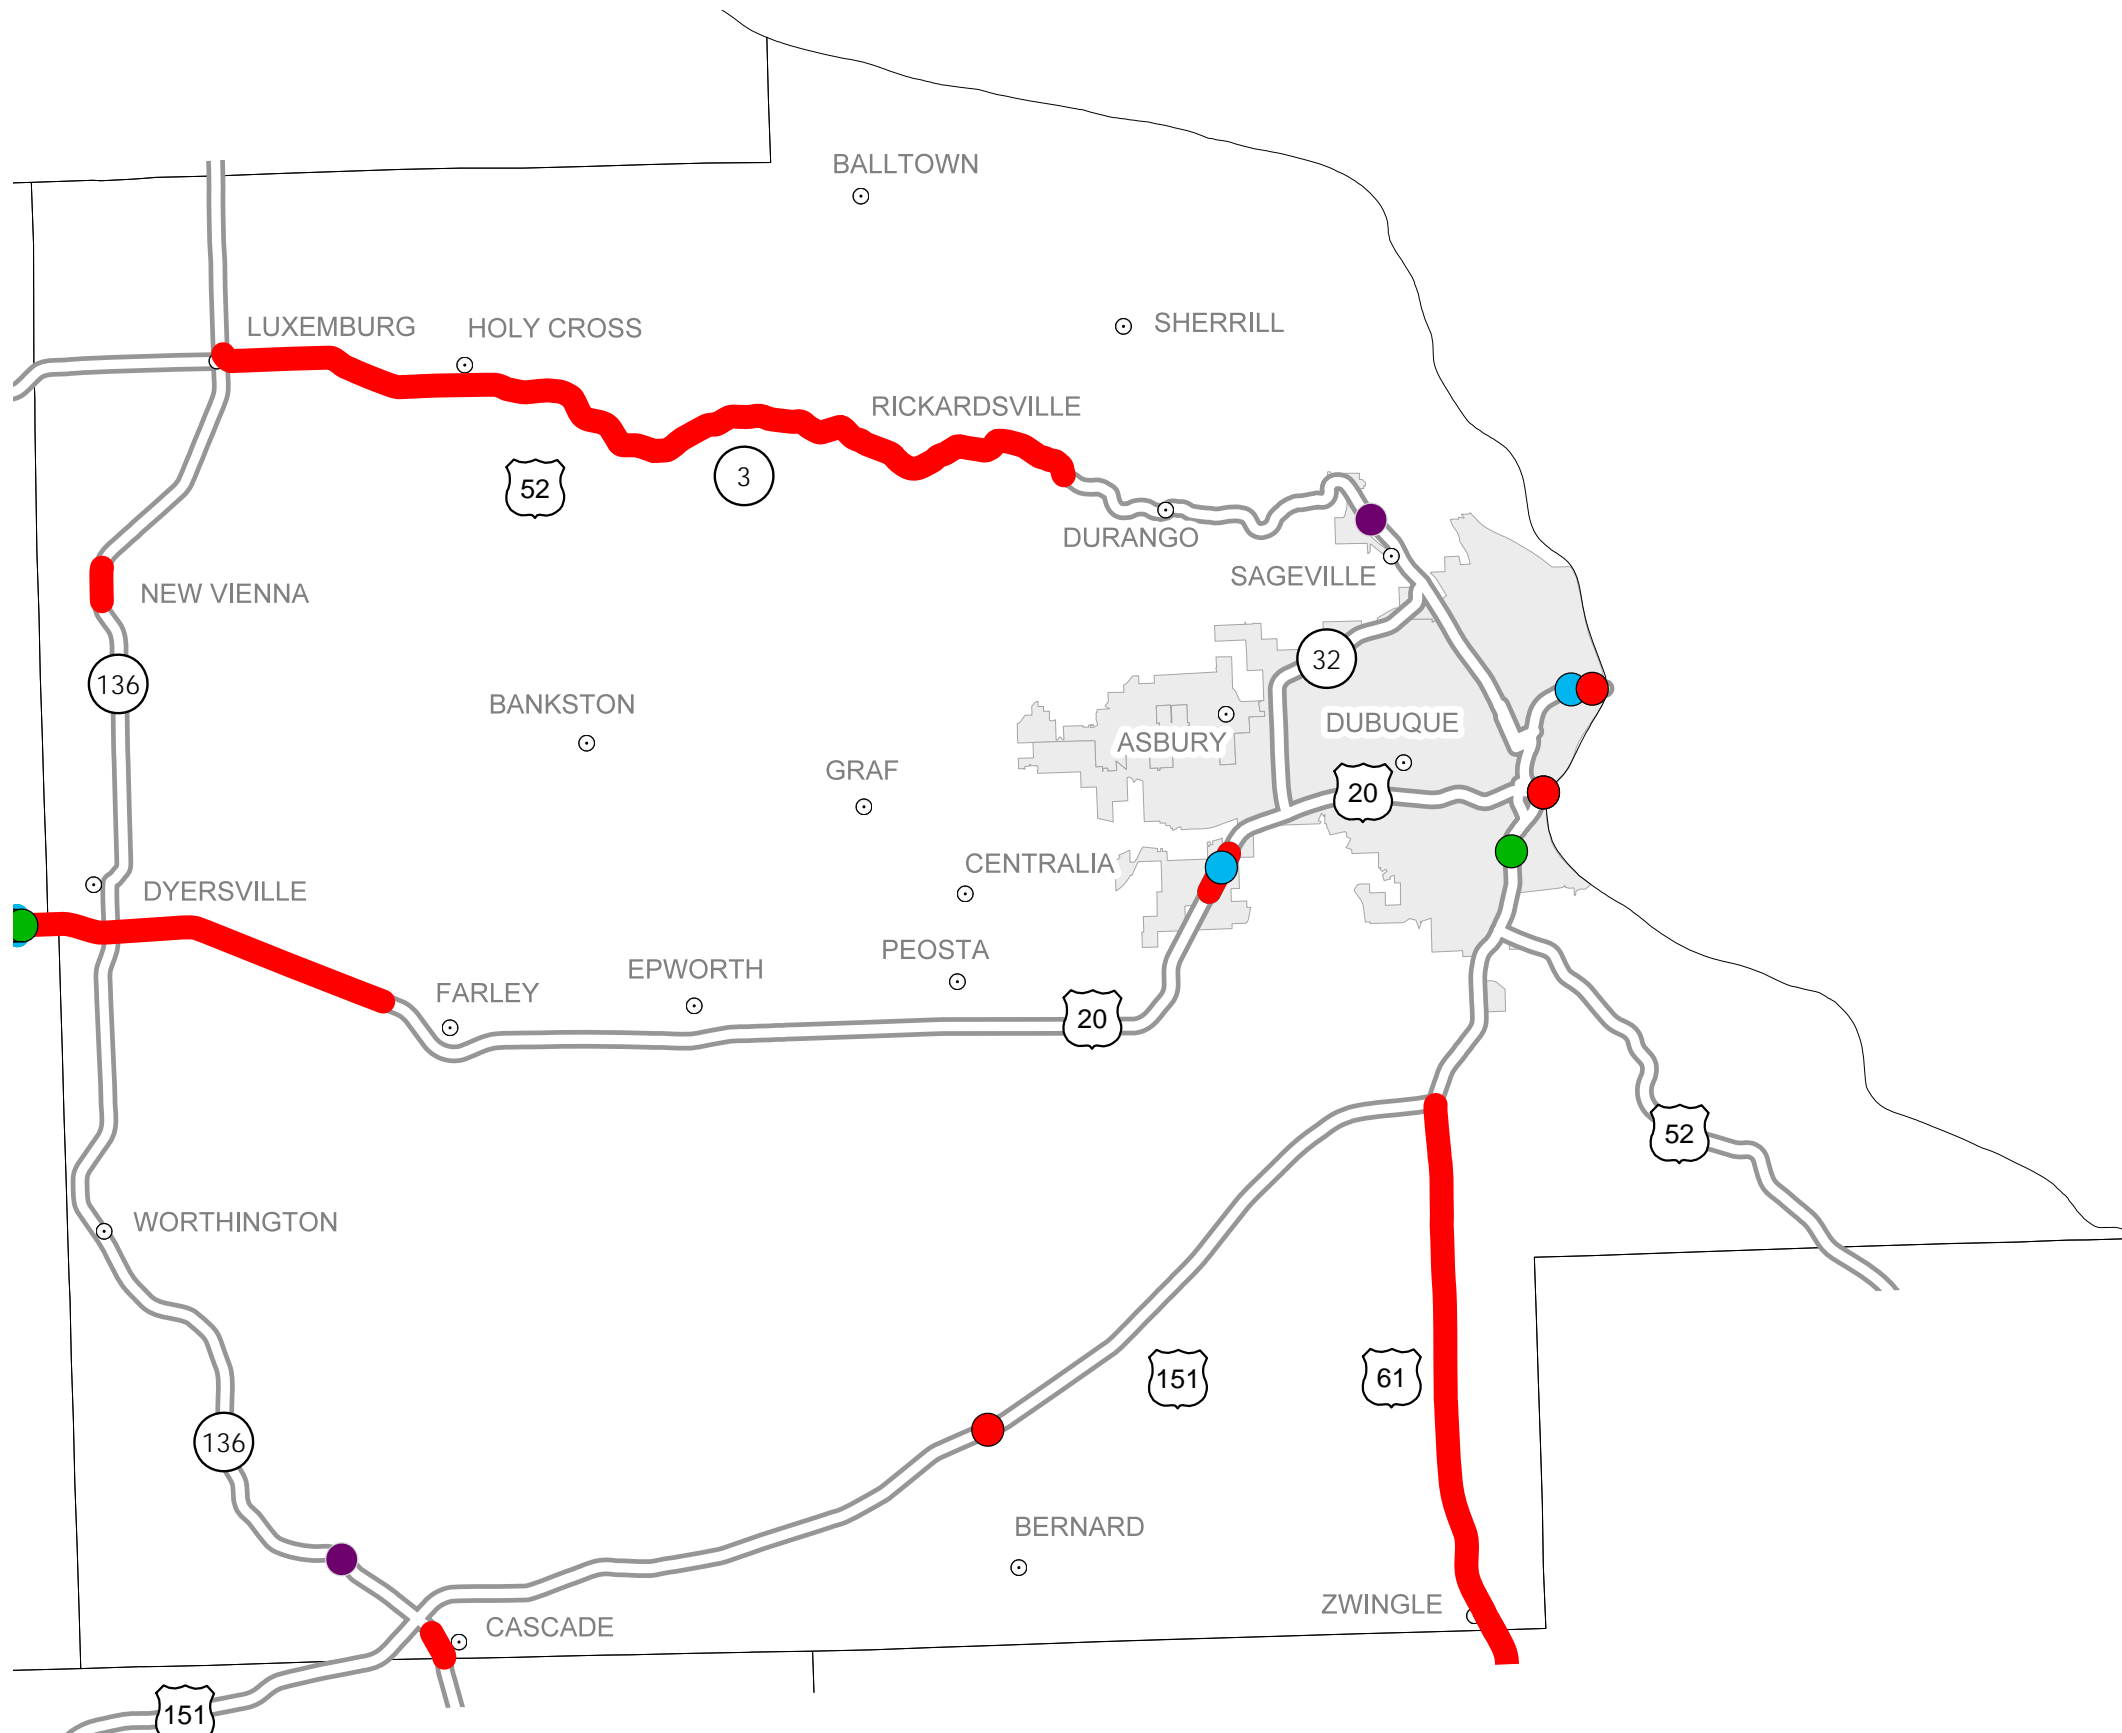 BALLTOWN
SHERRILL
LUXEMBURG
HOLY CROSS
RICKARDSVILLE
52
3
DURANGO
SAGEVILLE
NEW VIENNA
136
32
BANKSTON
DUBUQUE
ASBURY
GRAF
20
CENTRALIA
DYERSVILLE
PEOSTA
EPWORTH
FARLEY
20
52
WORTHINGTON
151
61
136
BERNARD
ZWINGLE
CASCADE
151